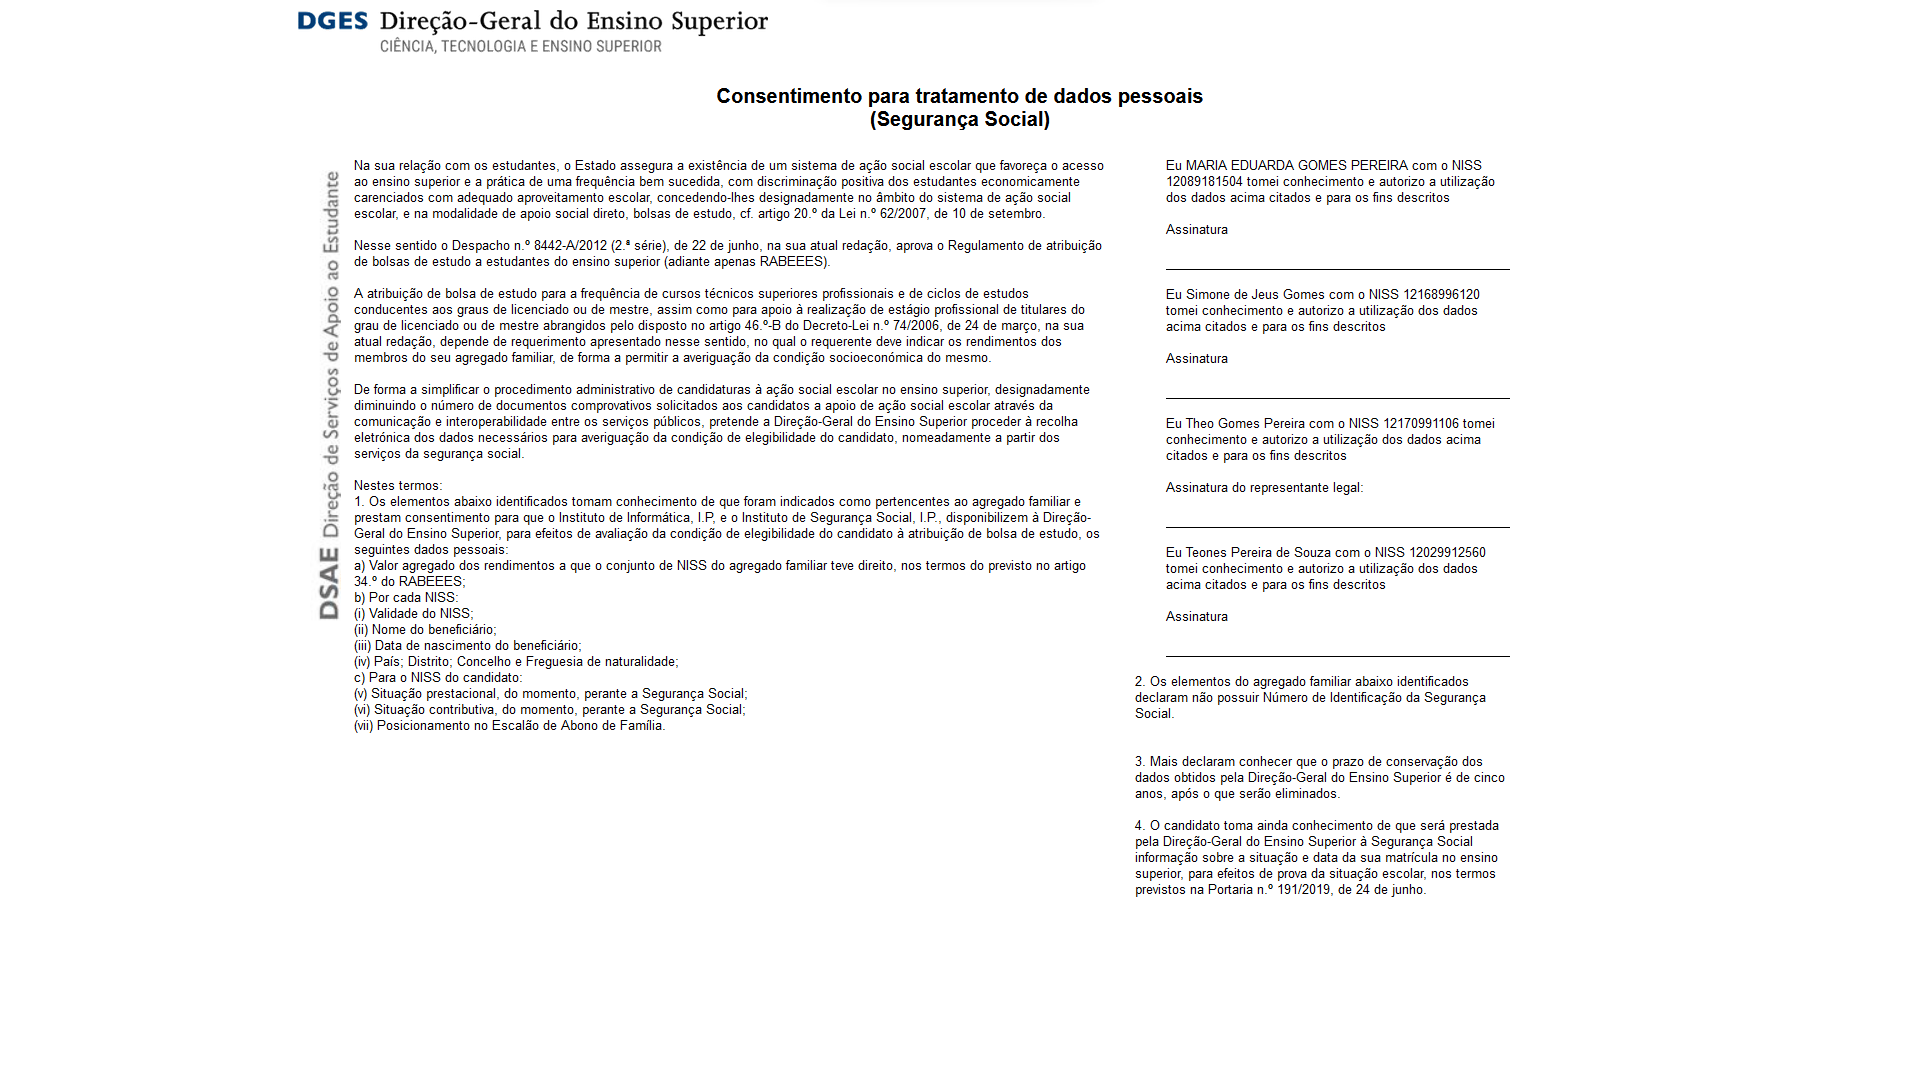 DGES Direção-Geral do Ensino Superior
CIÊNCIA, TECNOLOGIA E ENSINO SUPERIOR
Consentimento para tratamento de dados pessoais
(Segurança Social)
DSAE Direção de Serviços de Apoio ao Estudante
Na sua relação com os estudantes, o Estado assegura a existência de um sistema de ação social escolar que favoreça o acesso
ao ensino superior e a prática de uma frequência bem sucedida, com discriminação positiva dos estudantes economicamente
carenciados com adequado aproveitamento escolar, concedendo-lhes designadamente no âmbito do sistema de ação social
escolar, e na modalidade de apoio social direto, bolsas de estudo, cf. artigo 20.º da Lei n.º 62/2007, de 10 de setembro.
Nesse sentido o Despacho n.º 8442-A/2012 (2.ª série), de 22 de junho, na sua atual redação, aprova o Regulamento de atribuição
de bolsas de estudo a estudantes do ensino superior (adiante apenas RABEEES).
A atribuição de bolsa de estudo para a frequência de cursos técnicos superiores profissionais e de ciclos de estudos
conducentes aos graus de licenciado ou de mestre, assim como para apoio à realização de estágio profissional de titulares do
grau de licenciado ou de mestre abrangidos pelo disposto no artigo 46.º-B do Decreto-Lei n.º 74/2006, de 24 de março, na sua
atual redação, depende de requerimento apresentado nesse sentido, no qual o requerente deve indicar os rendimentos dos
membros do seu agregado familiar, de forma a permitir a averiguação da condição socioeconómica do mesmo.
De forma a simplificar o procedimento administrativo de candidaturas à ação social escolar no ensino superior, designadamente
diminuindo o número de documentos comprovativos solicitados aos candidatos a apoio de ação social escolar através da
comunicação e interoperabilidade entre os serviços públicos, pretende a Direção-Geral do Ensino Superior proceder à recolha
eletrónica dos dados necessários para averiguação da condição de elegibilidade do candidato, nomeadamente a partir dos
serviços da segurança social.
Nestes termos:
1. Os elementos abaixo identificados tomam conhecimento de que foram indicados como pertencentes ao agregado familiar e
prestam consentimento para que o Instituto de Informática, I.P, e o Instituto de Segurança Social, I.P., disponibilizem à Direção-
Geral do Ensino Superior, para efeitos de avaliação da condição de elegibilidade do candidato à atribuição de bolsa de estudo, os
seguintes dados pessoais:
a) Valor agregado dos rendimentos a que o conjunto de NISS do agregado familiar teve direito, nos termos do previsto no artigo
34.º do RABEEES;
b) Por cada NISS:
(i) Validade do NISS;
(ii) Nome do beneficiário;
(iii) Data de nascimento do beneficiário;
(iv) País; Distrito; Concelho e Freguesia de naturalidade;
c) Para o NISS do candidato:
(v) Situação prestacional, do momento, perante a Segurança Social;
(vi) Situação contributiva, do momento, perante a Segurança Social;
(vii) Posicionamento no Escalão de Abono de Família.
Eu MARIA EDUARDA GOMES PEREIRA com o NISS
12089181504 tomei conhecimento e autorizo a utilização
dos dados acima citados e para os fins descritos
Assinatura
Eu Simone de Jeus Gomes com o NISS 12168996120
tomei conhecimento e autorizo a utilização dos dados
acima citados e para os fins descritos
Assinatura
Eu Theo Gomes Pereira com o NISS 12170991106 tomei
conhecimento e autorizo a utilização dos dados acima
citados e para os fins descritos
Assinatura do representante legal:
Eu Teones Pereira de Souza com o NISS 12029912560
tomei conhecimento e autorizo a utilização dos dados
acima citados e para os fins descritos
Assinatura
2. Os elementos do agregado familiar abaixo identificados
declaram não possuir Número de Identificação da Segurança
Social.
3. Mais declaram conhecer que o prazo de conservação dos
dados obtidos pela Direção-Geral do Ensino Superior é de cinco
anos, após o que serão eliminados.
4. O candidato toma ainda conhecimento de que será prestada
pela Direção-Geral do Ensino Superior à Segurança Social
informação sobre a situação e data da sua matrícula no ensino
superior, para efeitos de prova da situação escolar, nos termos
previstos na Portaria n.º 191/2019, de 24 de junho.